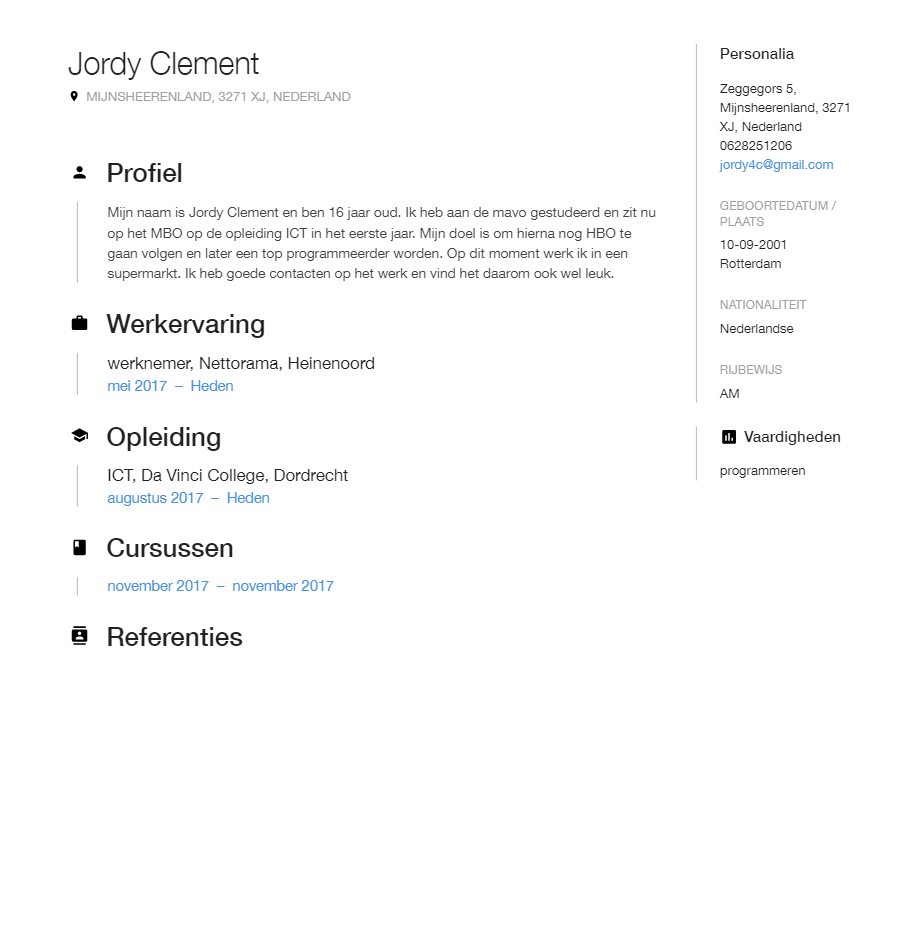 Jordy Clement
MIJNSHEERENLAND, 3271 XJ, NEDERLAND
Profiel
Mijn naam is Jordy Clement en ben 16 jaar oud. Ik heb aan de mavo gestudeerd en zit nu
op het MBO op de opleiding ICT in het eerste jaar. Mijn doel is om hierna nog HBO te
gaan volgen en later een top programmeerder worden. Op dit moment werk ik in een
supermarkt. Ik heb goede contacten op het werk en vind het daarom ook wel leuk.
Werkervaring
werknemer, Nettorama, Heinenoord
mei 2017 – Heden
Opleiding
ICT, Da Vinci College, Dordrecht
augustus 2017 – Heden
Cursussen
november 2017 – november 2017
Referenties
Personalia
Zeggegors 5,
Mijnsheerenland, 3271
XJ, Nederland
0628251206
jordy4c@gmail.com
GEBOORTEDATUM /
PLAATS
10-09-2001
Rotterdam
NATIONALITEIT
Nederlandse
RIJBEWIJS
AM
Vaardigheden
programmeren